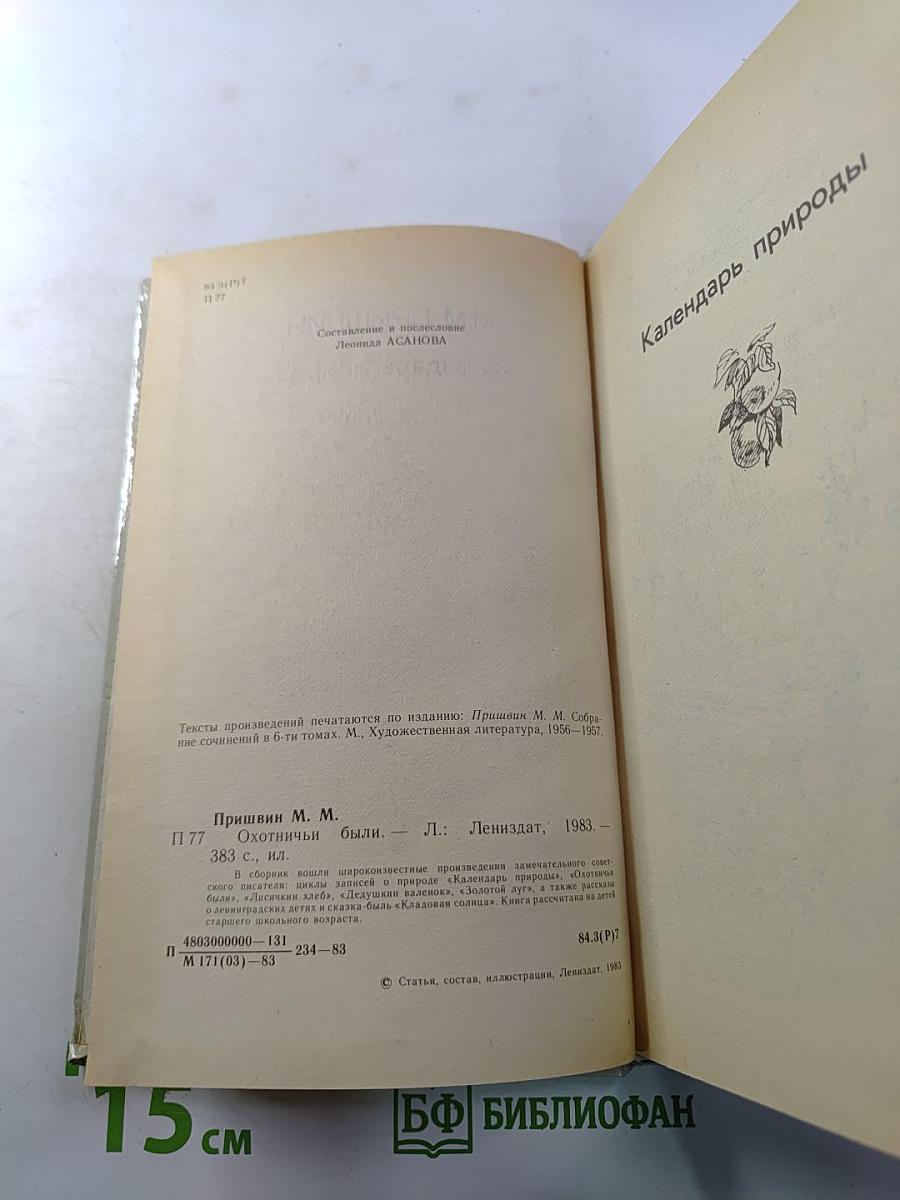 84.3(Р)7
П 77
Составление и послесловие
Леонида АСАНОВА
Тексты произведений печатаются по изданию: Пришвин М. М. Собра-
ние сочинений в 6-ти томах. М., Художественная литература, 1956—1957.
Пришвин М. М.
П 77 Охотничьи были. — Л.: Лениздат, 1983. —
383 с., ил.
В сборник вошли широкоизвестные произведения замечательного совет-
ского писателя: циклы записей о природе «Календарь природы», «Охотничьи
были», «Лисичкин хлеб», «Дедушкин валенок», «Золотой луг», а также рассказы
о ленинградских детях и сказка-быль «Кладовая солнца». Книга рассчитана на детей
старшего школьного возраста.
П 4803000000—131
М 171(03)—83 234—83
84.3(Р)7
© Статья, состав, иллюстрации, Лениздат, 1983
Календарь природы
15 см
БФ БИБЛИОФАН